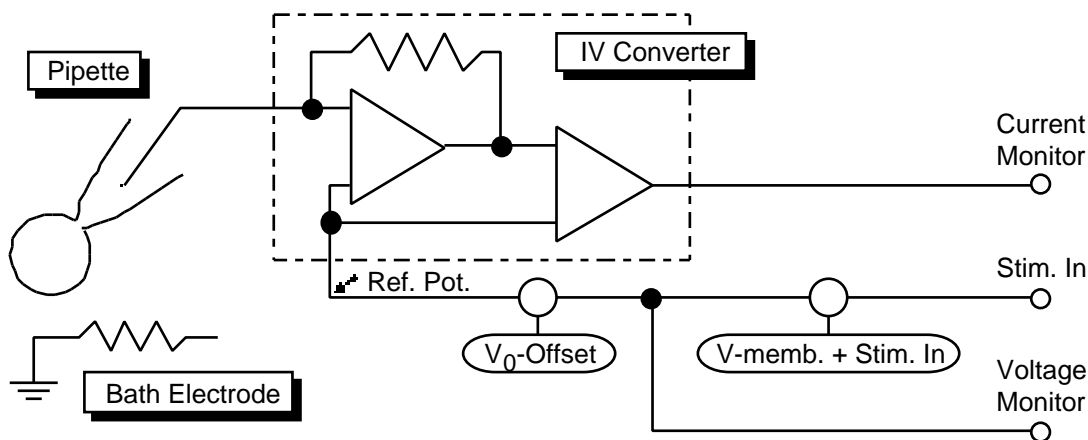 Pipette
IV Converter
Current
Monitor
Ref. Pot.
Stim. In
V0-Offset
V-memb. + Stim. In
Bath Electrode
Voltage
Monitor